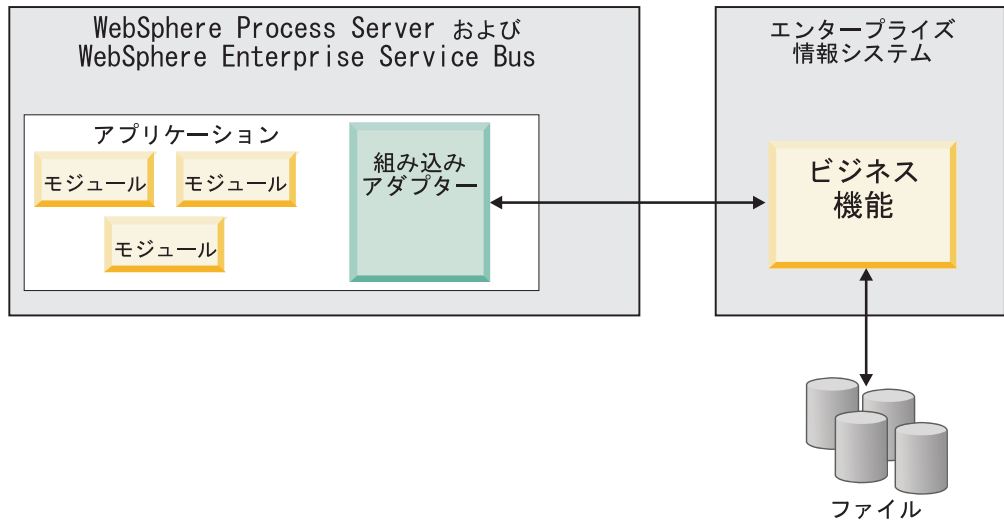 WebSphere Process Server および
WebSphere Enterprise Service Bus
アプリケーション
モジュール
モジュール
モジュール
組み込み
アダプター
エンタープライズ
情報システム
ビジネス
機能
ファイル